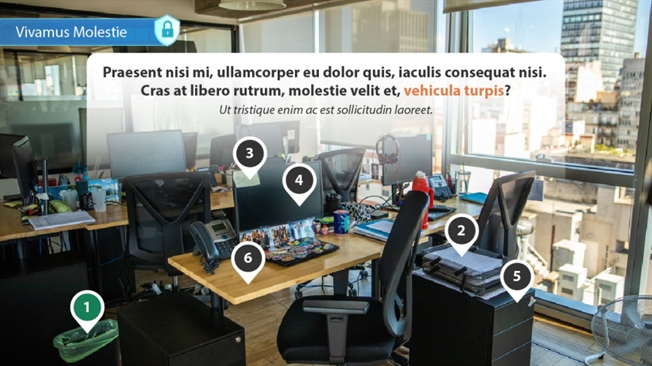 Vivamus Molestie
Praesent nisi mi, ullamcorper eu dolor quis, iaculis consequat nisi.
Cras at libero rutrum, molestie velit et, vehicula turpis?
Ut tristique enim ac est sollicitudin laoreet.
3
4
2
6
5
1